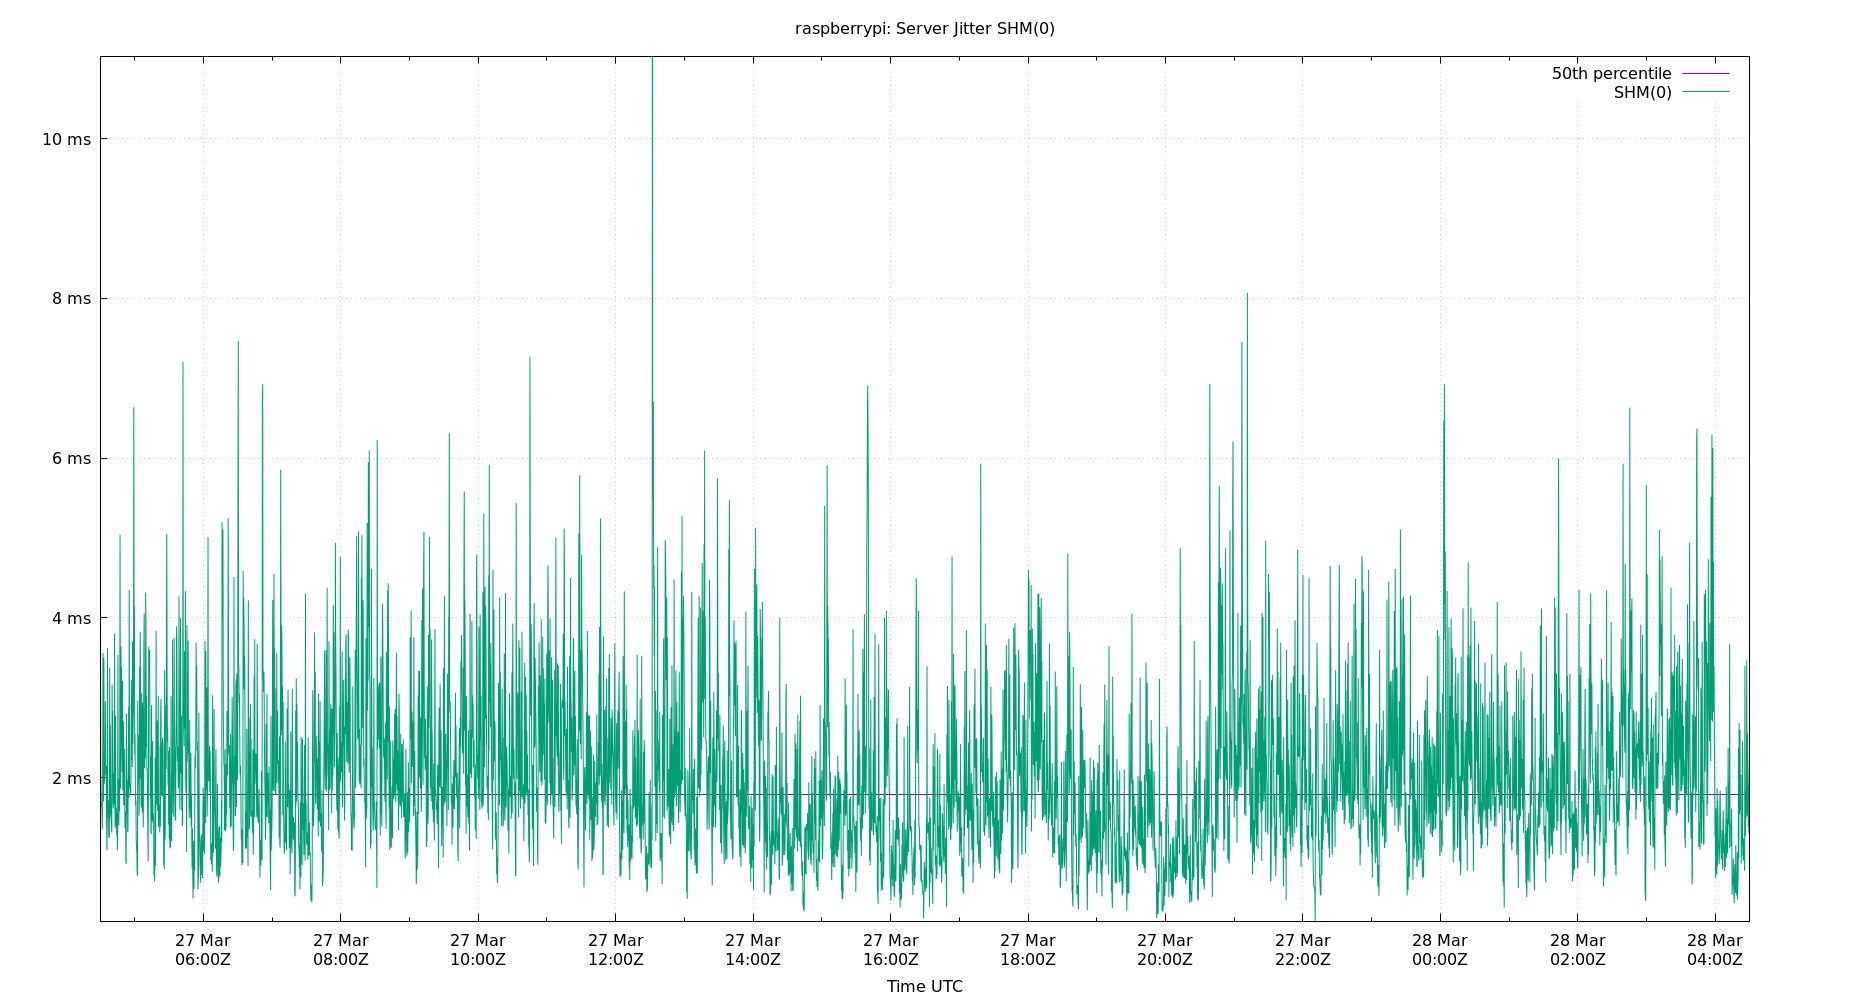 raspberrypi: Server Jitter SHM(0)
50th percentile
SHM(0)
10 ms
8 ms
6 ms
4 ms
2 ms
27 Mar 27 Mar 27 Mar 27 Mar 27 Mar 27 Mar 27 Mar 27 Mar 27 Mar 28 Mar 28 Mar 28 Mar
06:00Z 08:00Z 10:00Z 12:00Z 14:00Z 16:00Z 18:00Z 20:00Z 22:00Z 00:00Z 02:00Z 04:00Z
Time UTC